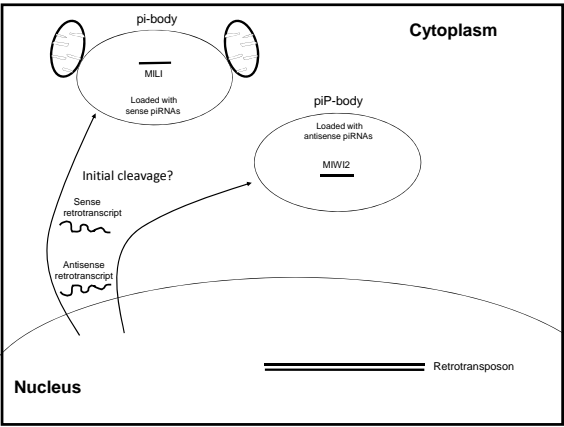 pi-body
Cytoplasm
MILI
Loaded with
sense piRNAs
piP-body
Loaded with
antisense piRNAs
MIWI2
Initial cleavage?
Sense
retrotranscript
Antisense
retrotranscript
Retrotransposon
Nucleus